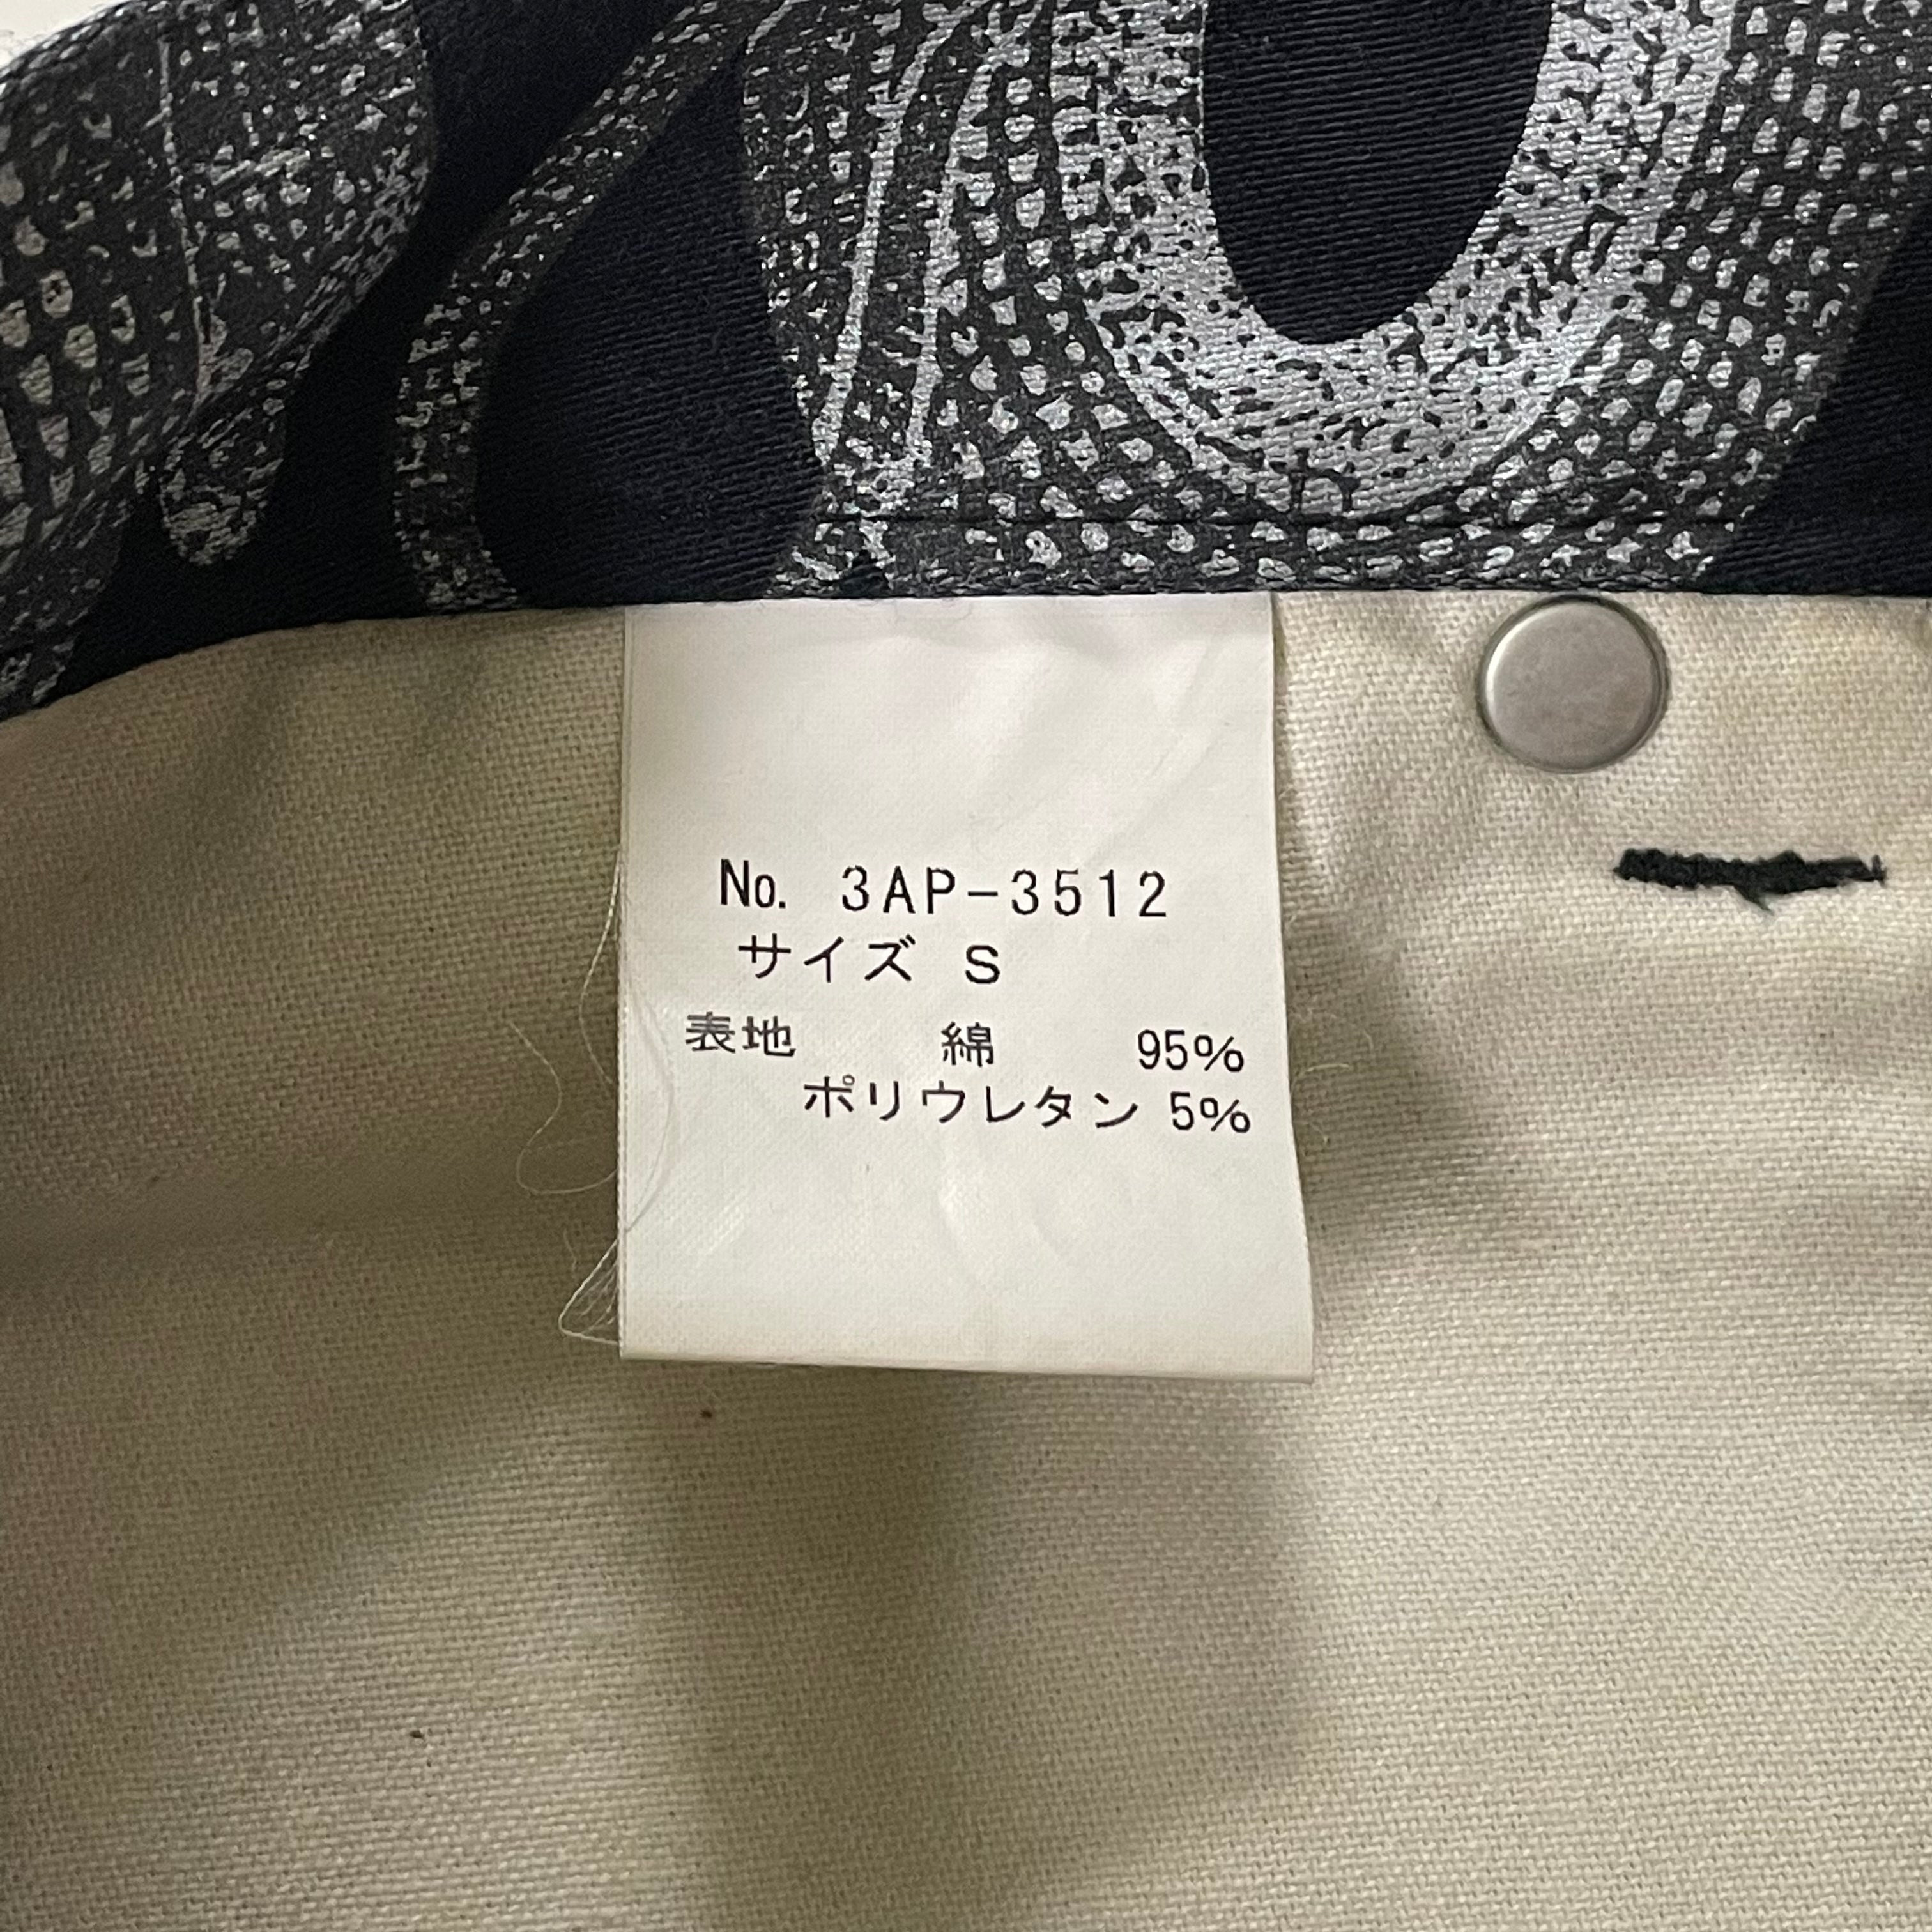 No. 3AP-3512
サイズ S
表地 綿 95%
ポリウレタン 5%